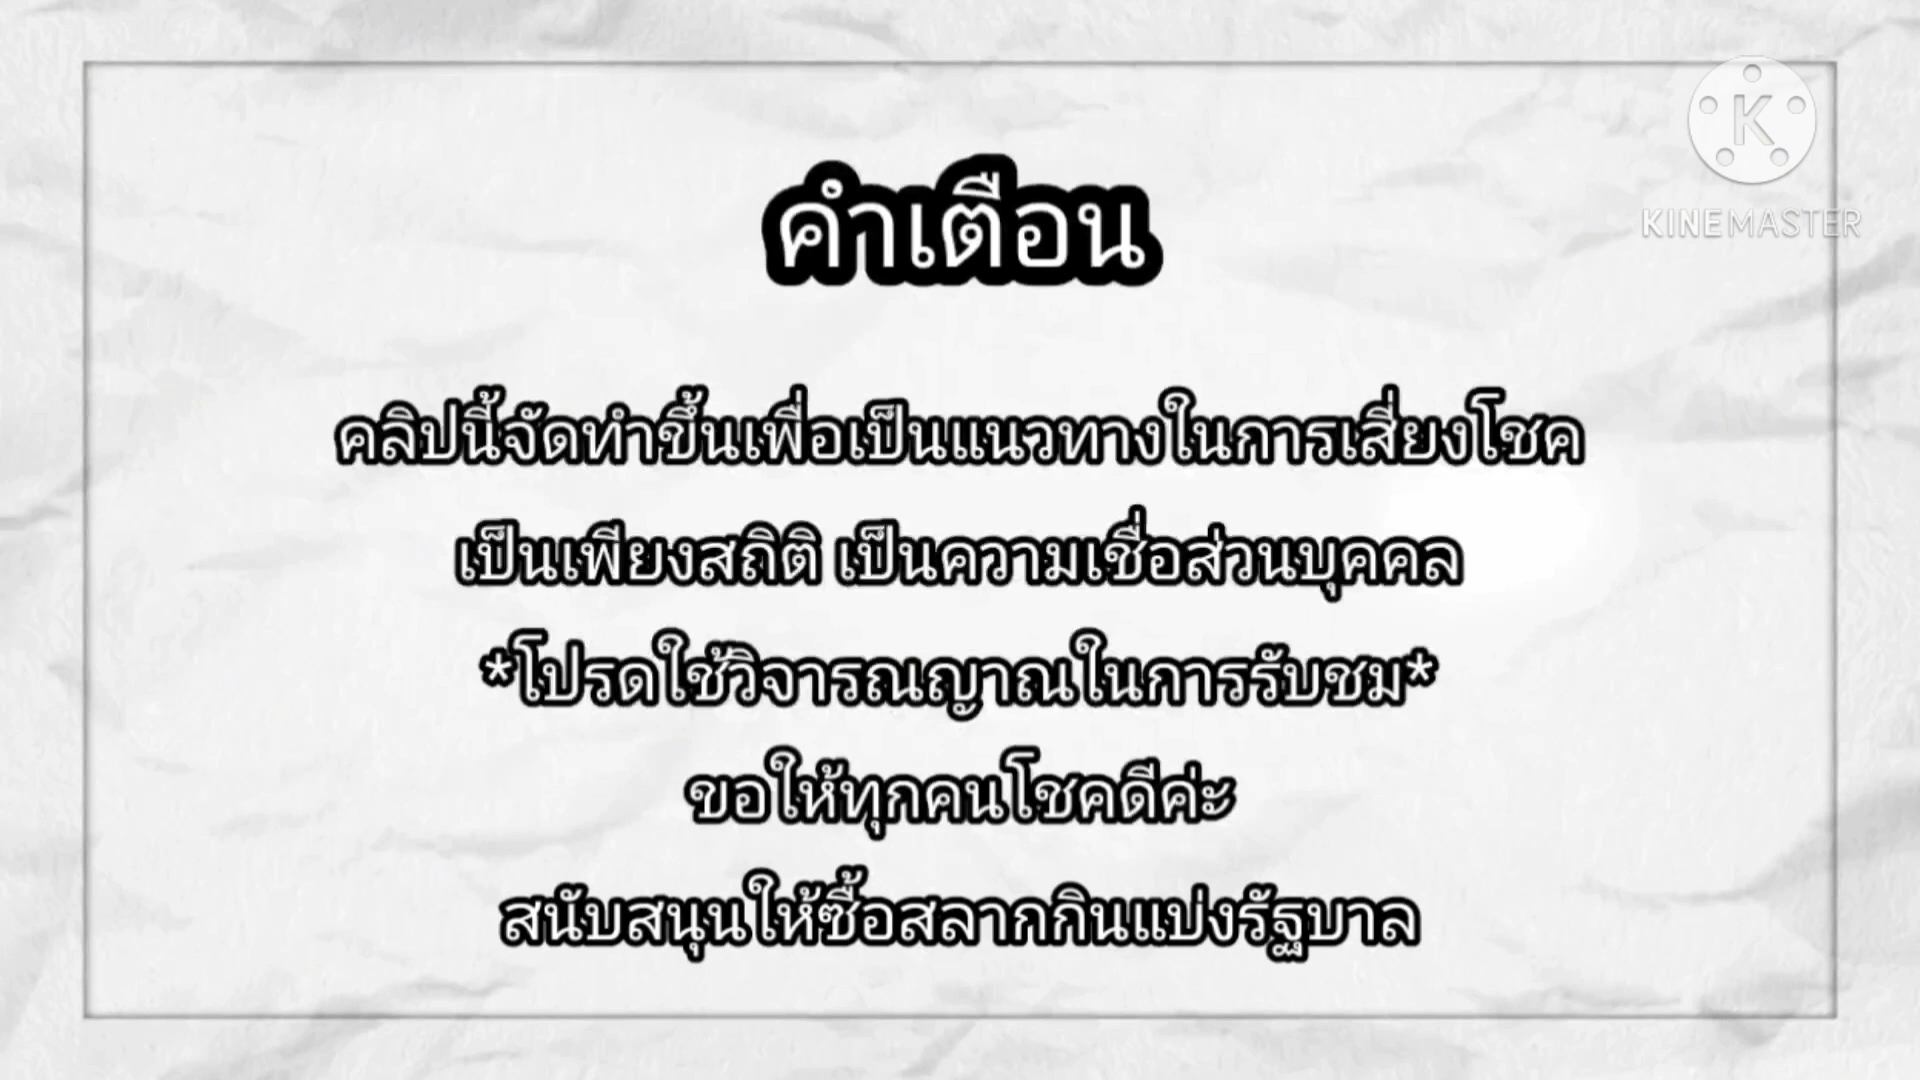 คำเตือน
คลิปนี้จัดทำขึ้นเพื่อเป็นแนวทางในการเสี่ยงโชค
เป็นเพียงสถิติ เป็นความเชื่อส่วนบุคคล
*โปรดใช้วิจารณญาณในการรับชม*
ขอให้ทุกคนโชคดีค่ะ
สนับสนุนให้ซื้อสลากกินแบ่งรัฐบาล
K
KINEMASTER